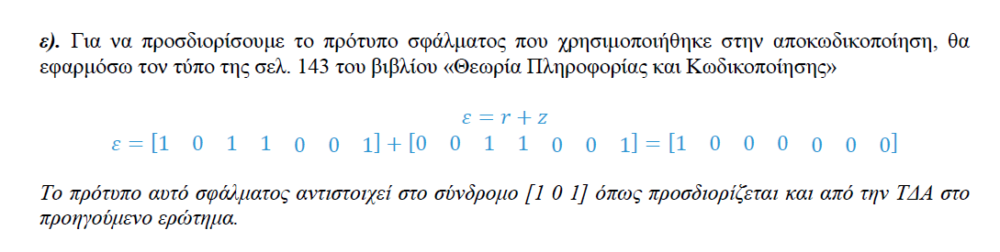 ε). Για να προσδιορίσουμε το πρότυπο σφάλματος που χρησιμοποιήθηκε στην αποκωδικοποίηση, θα
εφαρμόσω τον τύπο της σελ. 143 του βιβλίου «Θεωρία Πληροφορίας και Κωδικοποίησης»
ε = r + z
ε = [1 0 1 1 0 0 1] + [0 0 1 1 0 0 1] = [1 0 0 0 0 0 0]
Το πρότυπο αυτό σφάλματος αντιστοιχεί στο σύνδρομο [1 0 1] όπως προσδιορίζεται και από την ΤΔΑ στο
προηγούμενο ερώτημα.